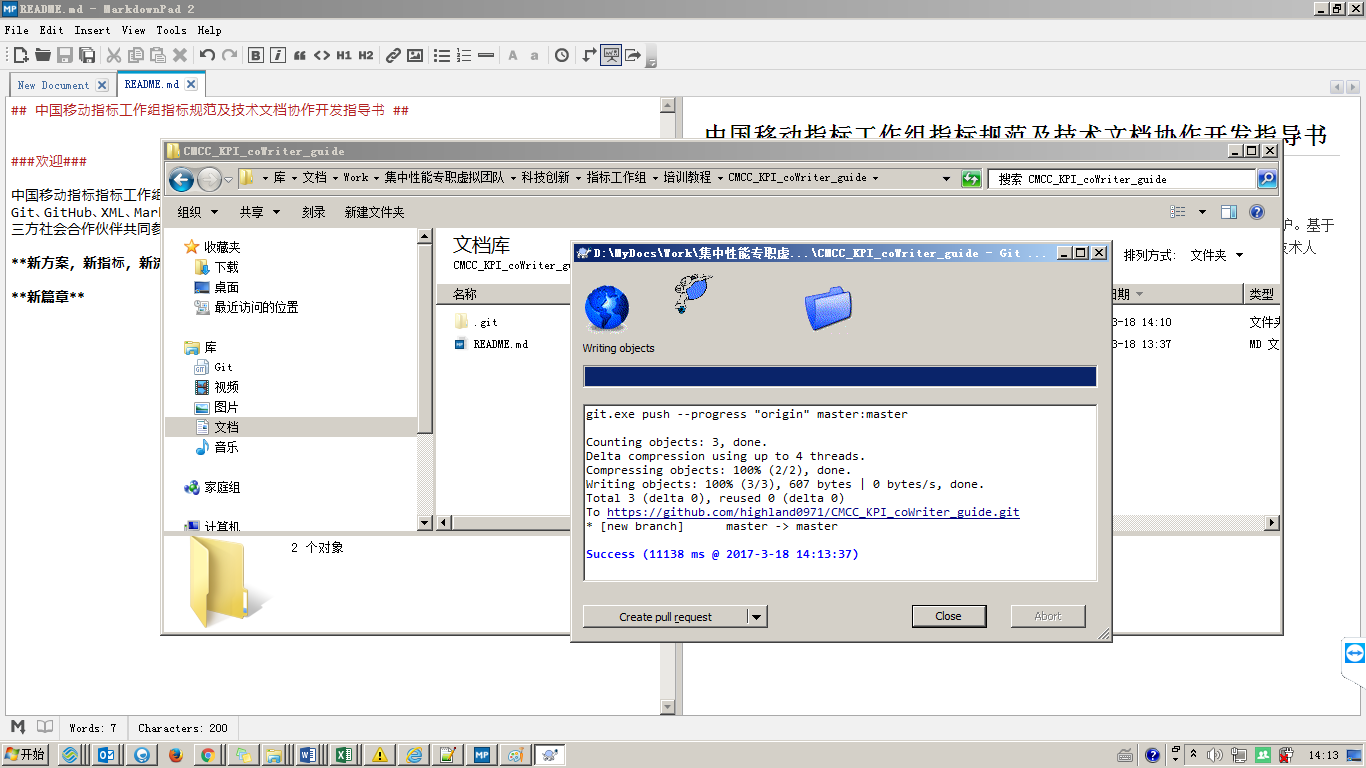 README.md - MarkdownPad 2
File Edit Insert View Tools Help
B i H1 H2 A a
New Document README.md
## 中国移动指标工作组指标规范及技术文档协作开发指导书 ##
###欢迎###
中国移动指标指标工作组
Git、GitHub、XML、Mar
三方社会合作伙伴共同参
**新方案，新指标，新
**新篇章**
中国移动指标工作组指标规范及技术文档协作开发指导书
护。基于
技术人
CMCC_KPI_coWriter_guide
库 文档 Work 集中性能专职虚拟团队 科技创新 指标工作组 培训教程 CMCC_KPI_coWriter_guide
搜索 CMCC_KPI_coWriter_guide
组织 共享 刻录 新建文件夹
收藏夹
下载
桌面
最近访问的位置
库
Git
视频
图片
文档
音乐
家庭组
计算机
文档库
CMCC_KPI_coWriter_g
排列方式: 文件夹
名称
日期 类型
.git
3-18 14:10 文件夹
README.md
3-18 13:37 MD 文
2 个对象
D:\MyDocs\Work\集中性能专职虚...\CMCC_KPI_coWriter_guide - Git ...
Writing objects
git.exe push --progress "origin" master:master
Counting objects: 3, done.
Delta compression using up to 4 threads.
Compressing objects: 100% (2/2), done.
Writing objects: 100% (3/3), 607 bytes | 0 bytes/s, done.
Total 3 (delta 0), reused 0 (delta 0)
To https://github.com/highland0971/CMCC_KPI_coWriter_guide.git
* [new branch] master -> master
Success (11138 ms @ 2017-3-18 14:13:37)
Create pull request Close Abort
Words: 7 Characters: 200
开始 14:13